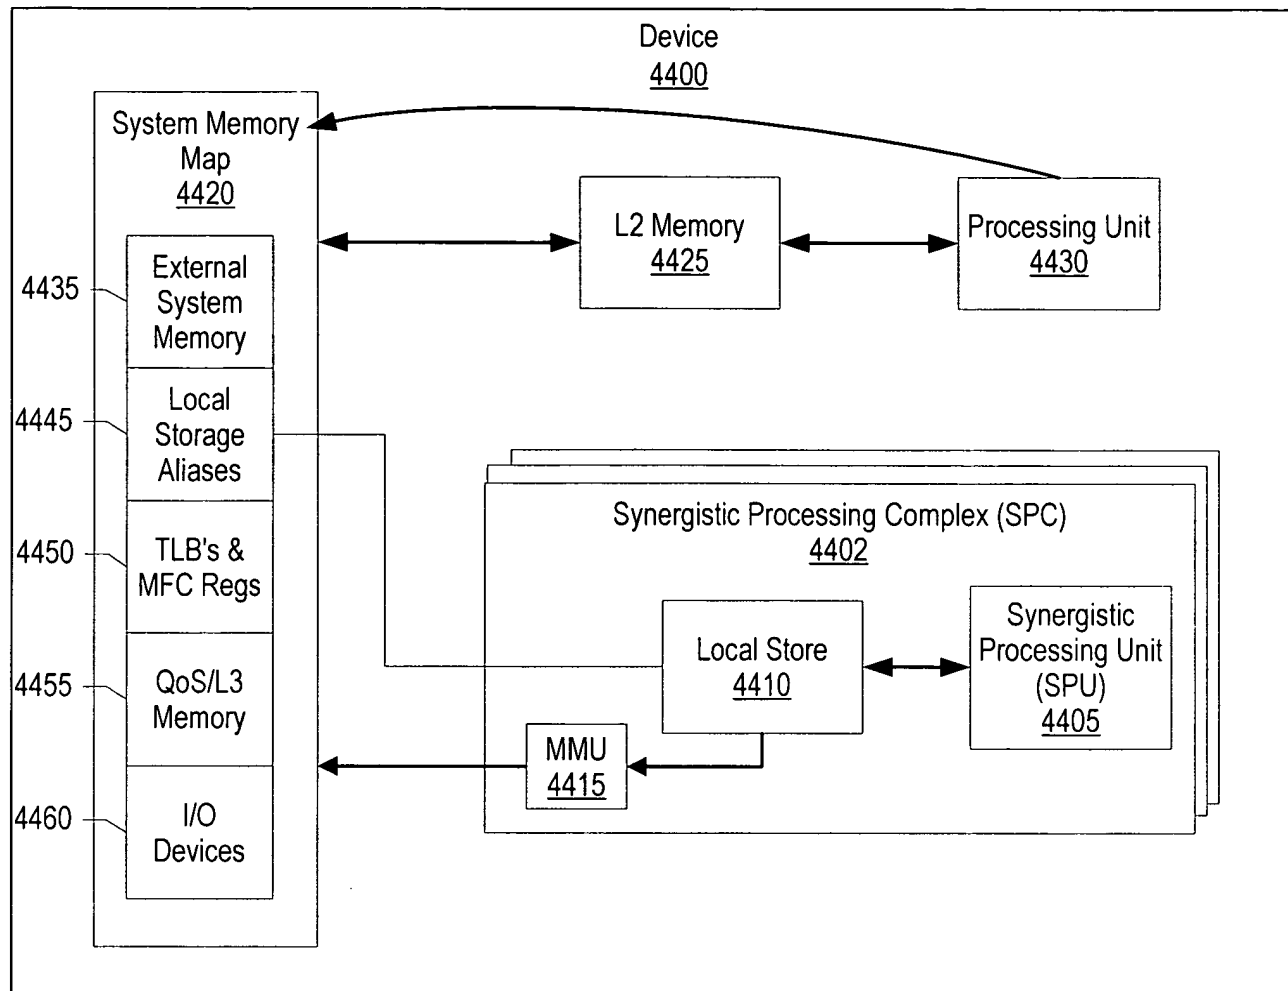 Device
4400
System Memory
Map
4420
L2 Memory
4425
Processing Unit
4430
4435
External
System
Memory
4445
Local
Storage
Aliases
4450
TLB's &
MFC Regs
4455
QoS/L3
Memory
4460
I/O
Devices
Synergistic Processing Complex (SPC)
4402
Local Store
4410
Synergistic
Processing Unit
(SPU)
4405
MMU
4415